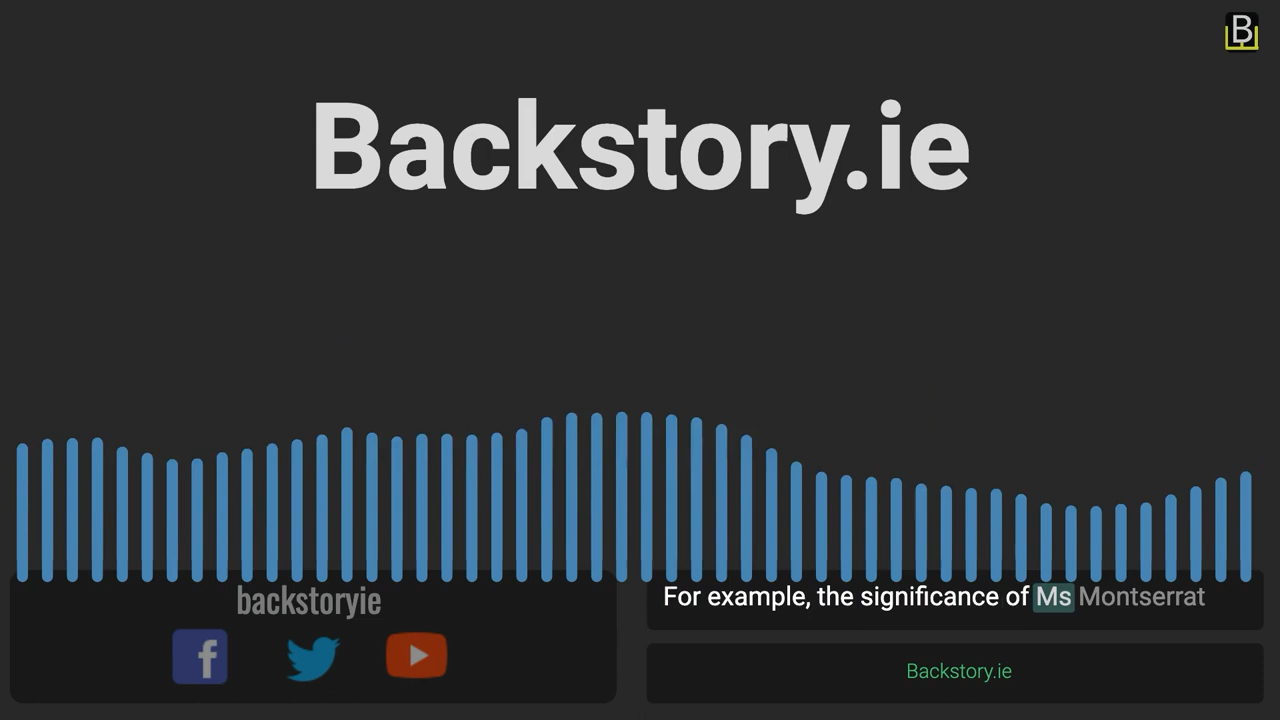 B
Backstory.ie
backstoryie
For example, the significance of Ms Montserrat
Backstory.ie